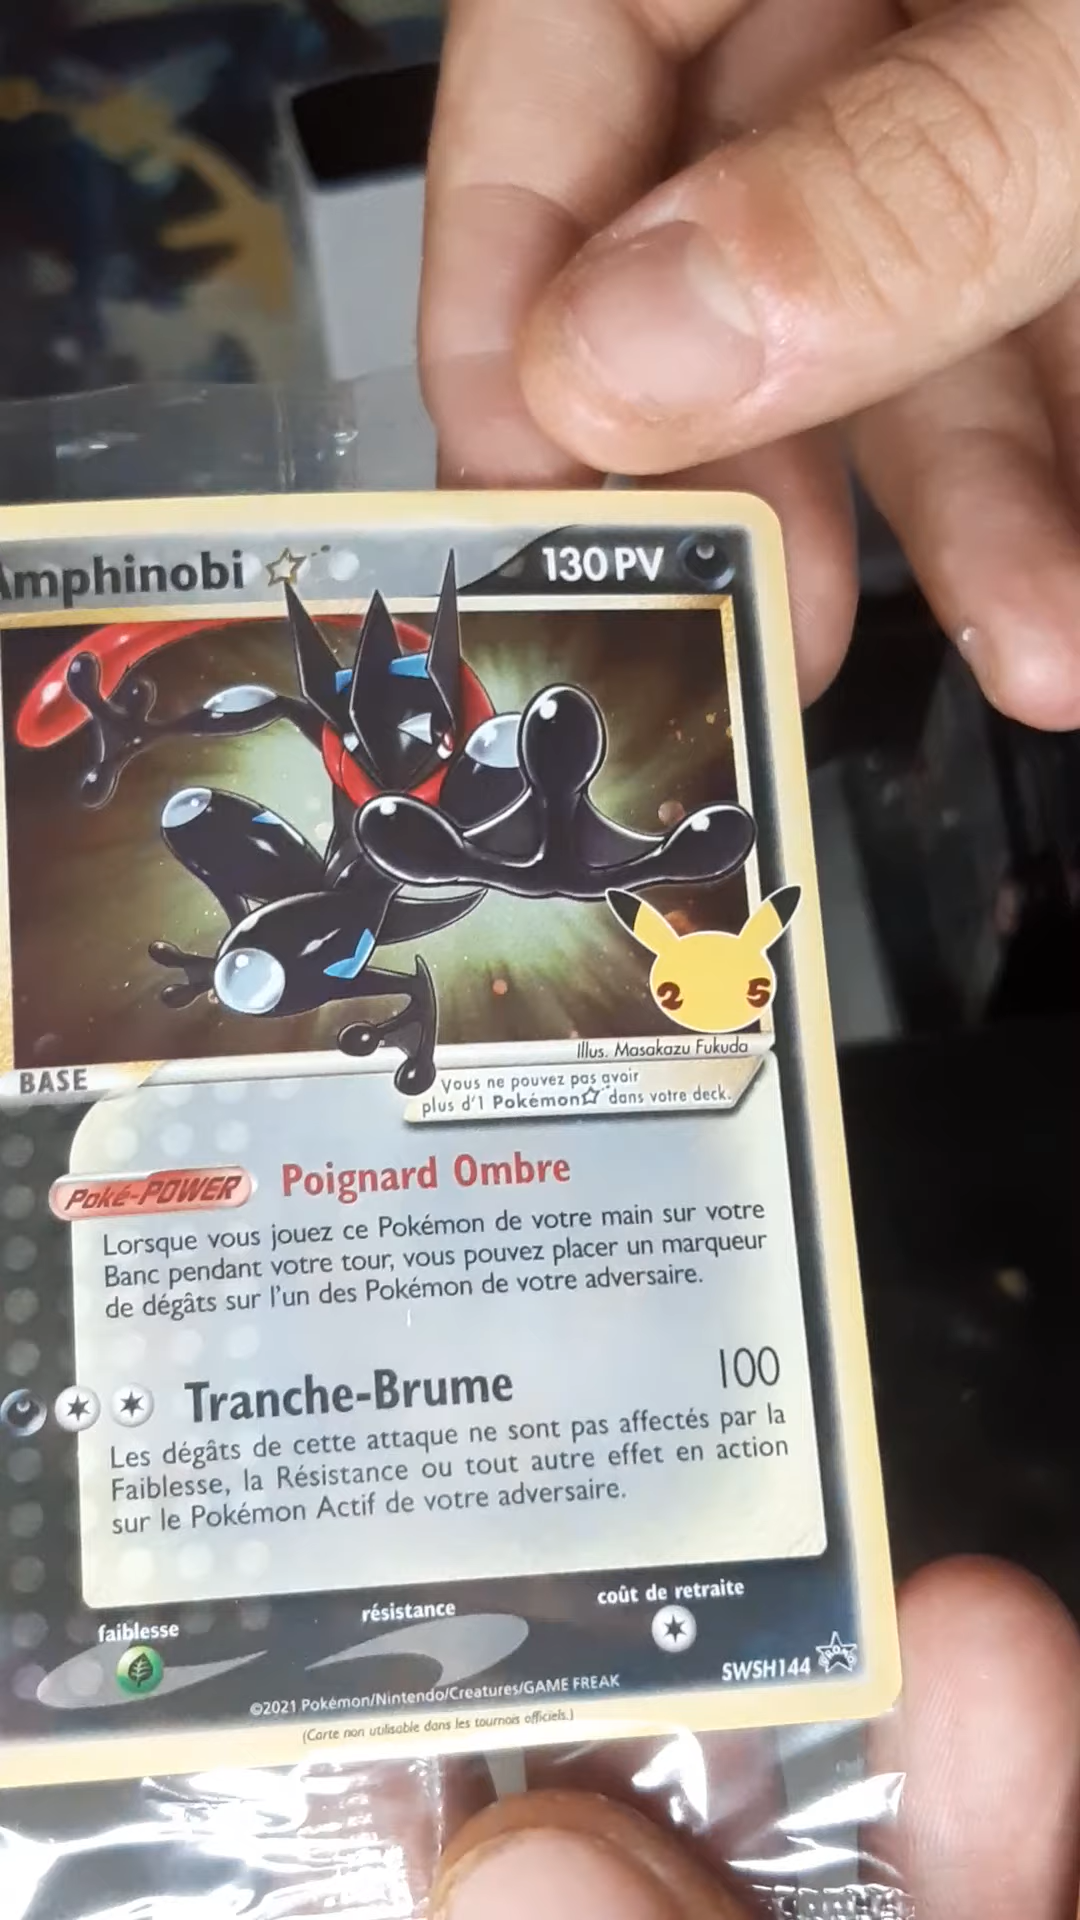 Amphinobi
130 PV
25
Illus. Masakazu Fukuda
BASE
Vous ne pouvez pas avoir
plus d'1 Pokémon☆ dans votre deck.
Poké-POWER Poignard Ombre
Lorsque vous jouez ce Pokémon de votre main sur votre
Banc pendant votre tour, vous pouvez placer un marqueur
de dégâts sur l'un des Pokémon de votre adversaire.
Tranche-Brume 100
Les dégâts de cette attaque ne sont pas affectés par la
Faiblesse, la Résistance ou tout autre effet en action
sur le Pokémon Actif de votre adversaire.
faiblesse résistance coût de retraite
SWSH144
©2021 Pokémon/Nintendo/Creatures/GAME FREAK
(Carte non utilisable dans les tournois officiels.)